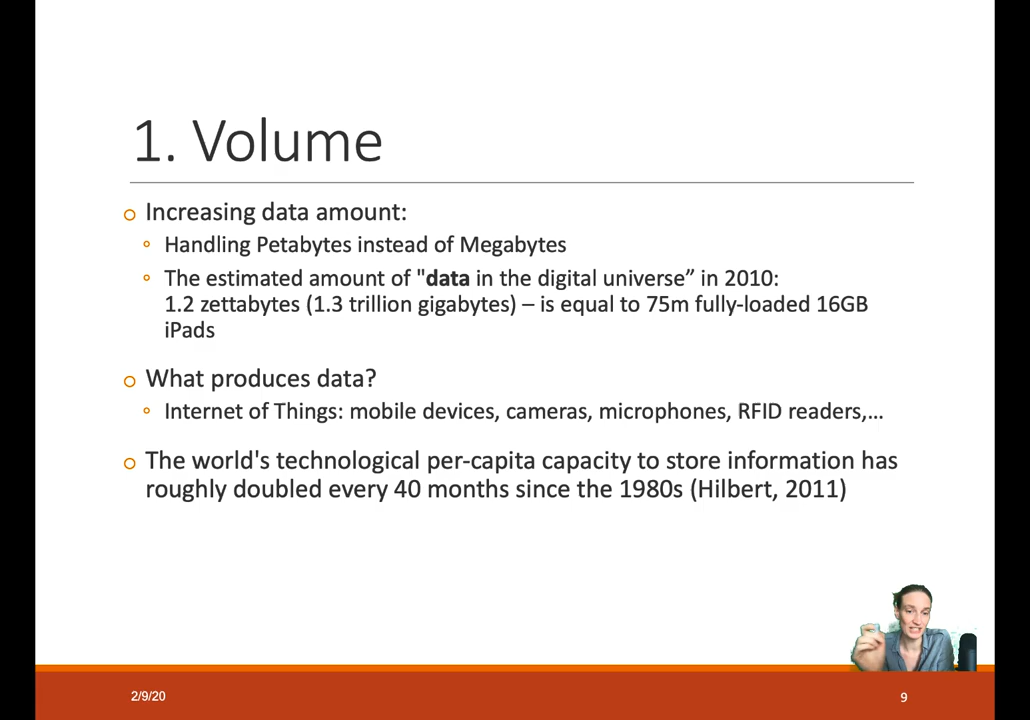 1. Volume
Increasing data amount:
Handling Petabytes instead of Megabytes
The estimated amount of "data in the digital universe” in 2010:
1.2 zettabytes (1.3 trillion gigabytes) – is equal to 75m fully-loaded 16GB
iPads
What produces data?
Internet of Things: mobile devices, cameras, microphones, RFID readers,...
The world's technological per-capita capacity to store information has
roughly doubled every 40 months since the 1980s (Hilbert, 2011)
2/9/20
9